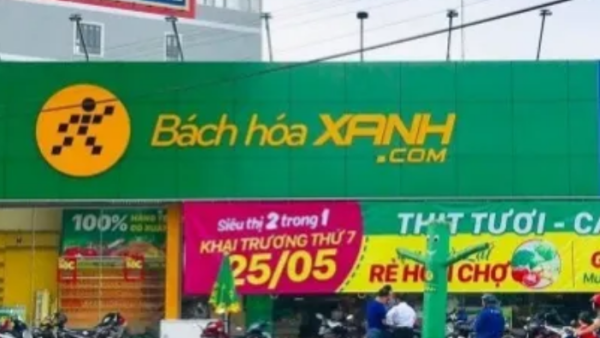 Bách hóa XANH
.COM
100%
HÀNG
Siêu thị 2 trong 1
KHAI TRƯƠNG THỨ 7
25/05
THỊT TƯƠI - CÁ
RẺ HƠN CHỢ